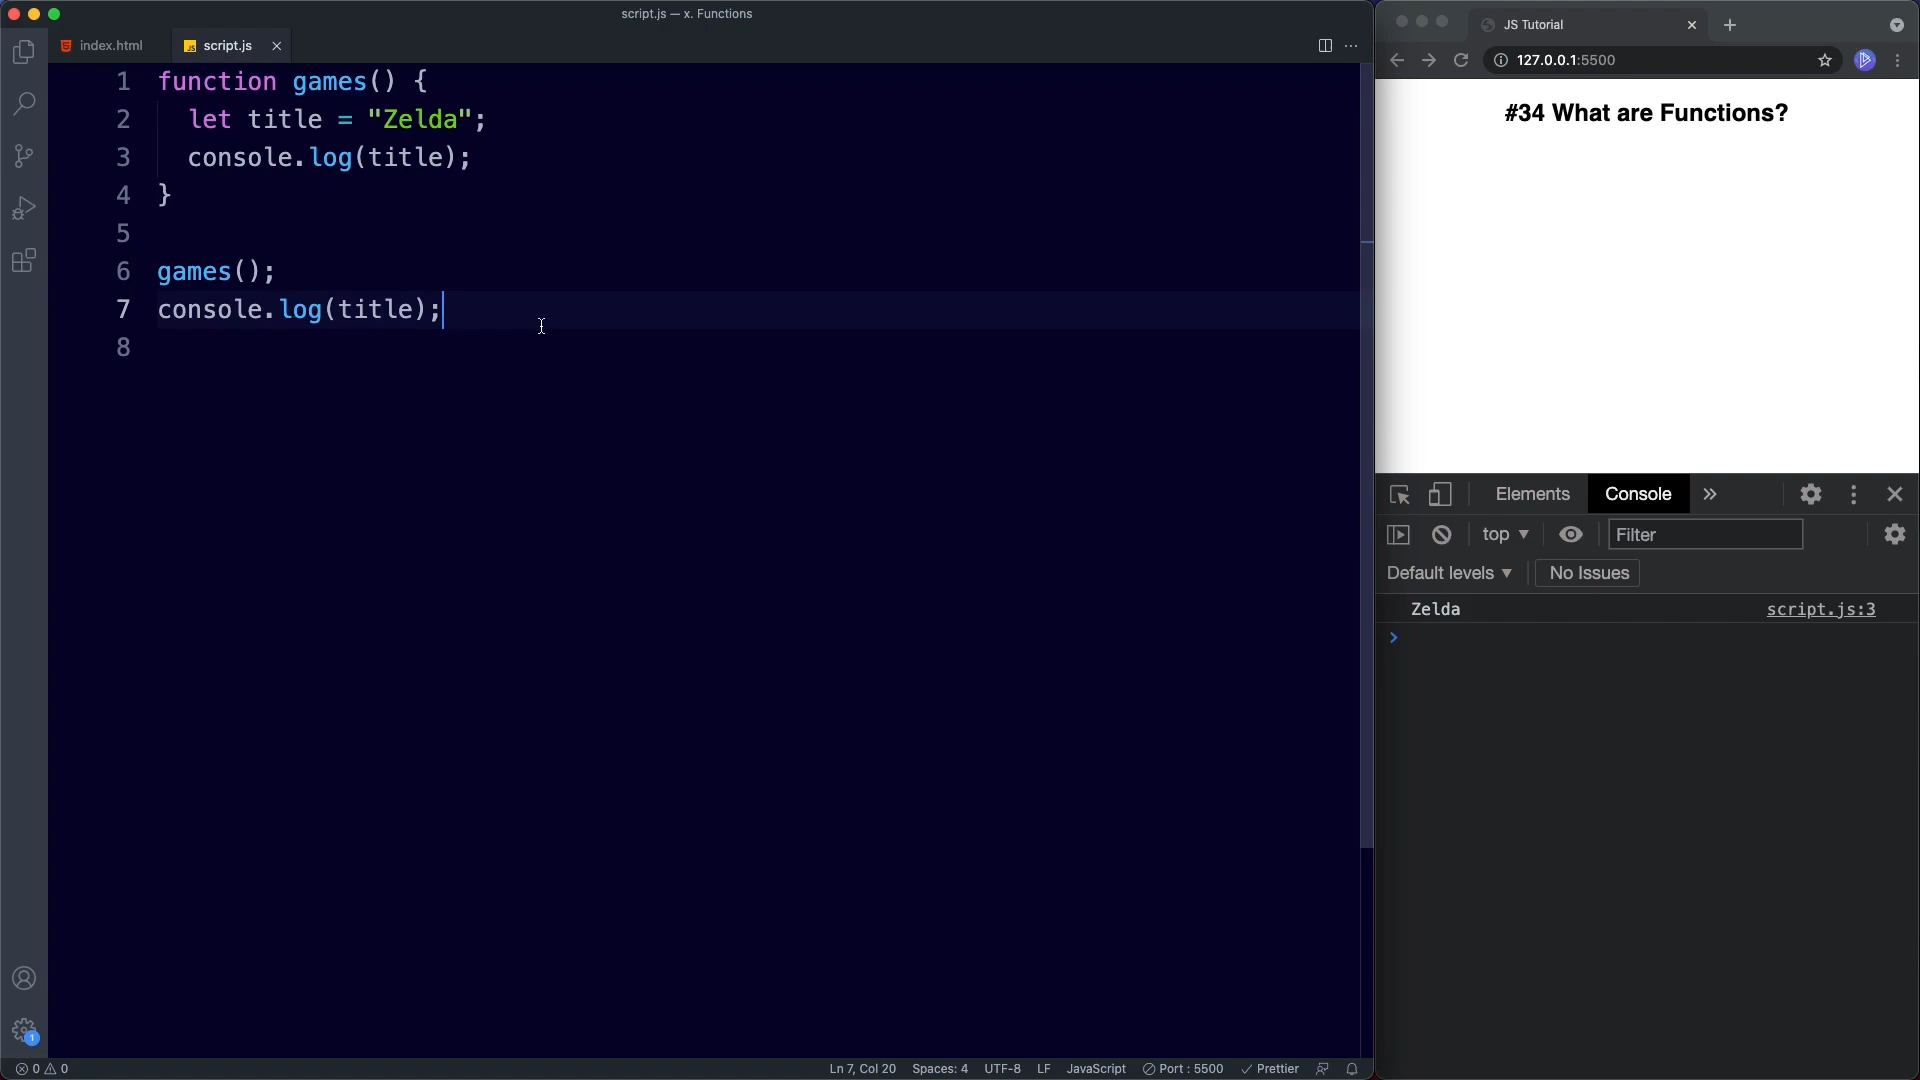 script.js — x. Functions
index.html
script.js
1 function games() {
2 let title = "Zelda";
3 console.log(title);
4 }
5
6 games();
7 console.log(title);
8
1
0 0
Ln 7, Col 20
Spaces: 4
UTF-8
LF
JavaScript
Port : 5500
Prettier
JS Tutorial
127.0.0.1:5500
#34 What are Functions?
Elements
Console
top
Filter
Default levels
No Issues
Zelda script.js:3